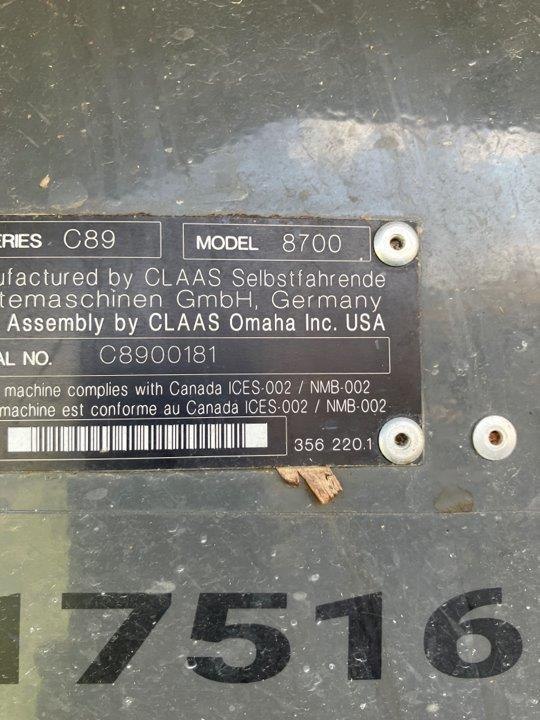 ERIES C89 MODEL 8700
ufactured by CLAAS Selbstfahrende
temaschinen GmbH, Germany
Assembly by CLAAS Omaha Inc. USA
AL NO. C8900181
machine complies with Canada ICES-002 / NMB-002
machine est conforme au Canada ICES-002 / NMB-002
356 220.1
17516